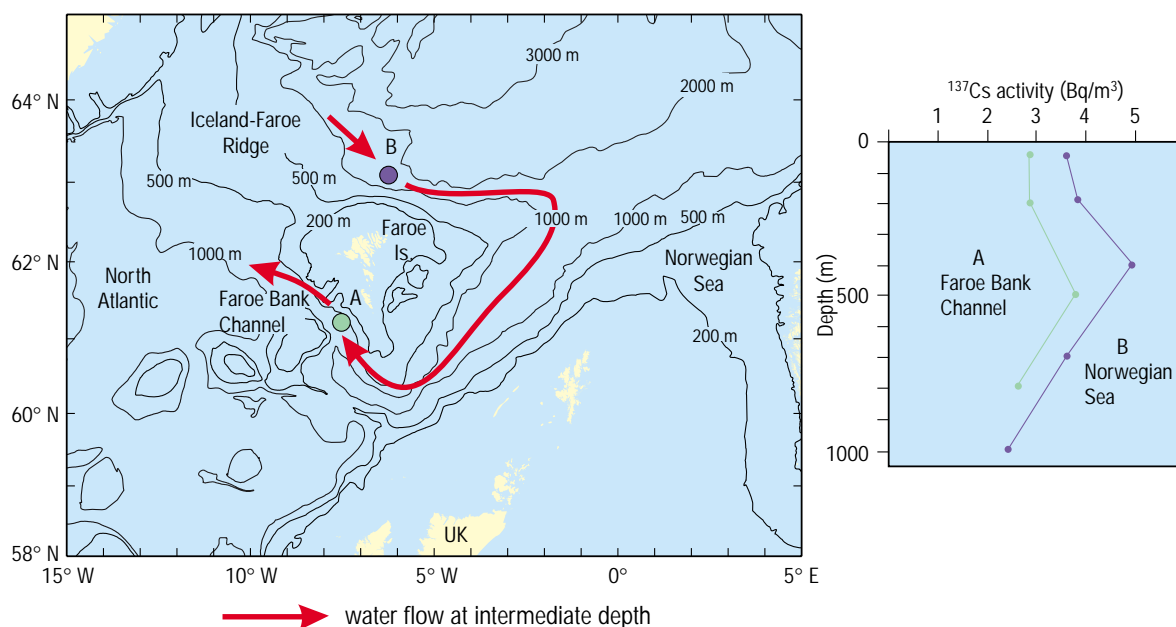 3000 m
2000 m
64° N
Iceland-Faroe
Ridge
B
500 m
500 m
200 m
1000 m
1000 m
500 m
Faroe
Is.
62° N
1000 m
North
Atlantic
Faroe Bank
Channel
A
Norwegian
Sea
200 m
60° N
UK
58° N
15° W
10° W
5° W
0°
5° E
water flow at intermediate depth
¹³⁷Cs activity (Bq/m³)
1 2 3 4 5
0
500
1000
Depth (m)
A
Faroe Bank
Channel
B
Norwegian
Sea